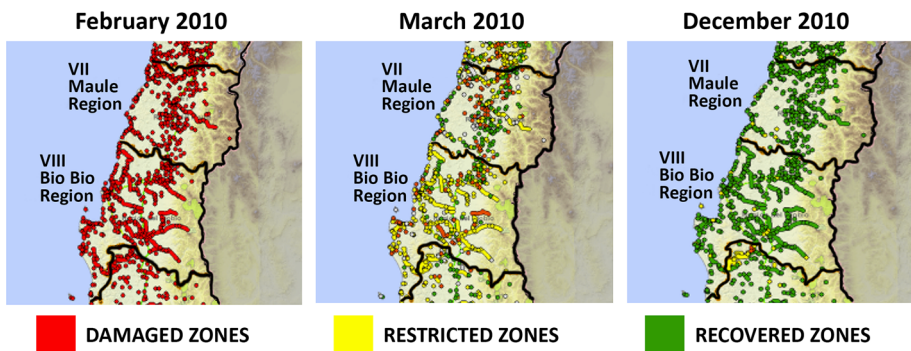 February 2010
March 2010
December 2010
VII
Maule
Region
VIII
Bio Bio
Region
VII
Maule
Region
VIII
Bio Bio
Region
VII
Maule
Region
VIII
Bio Bio
Region
DAMAGED ZONES
RESTRICTED ZONES
RECOVERED ZONES